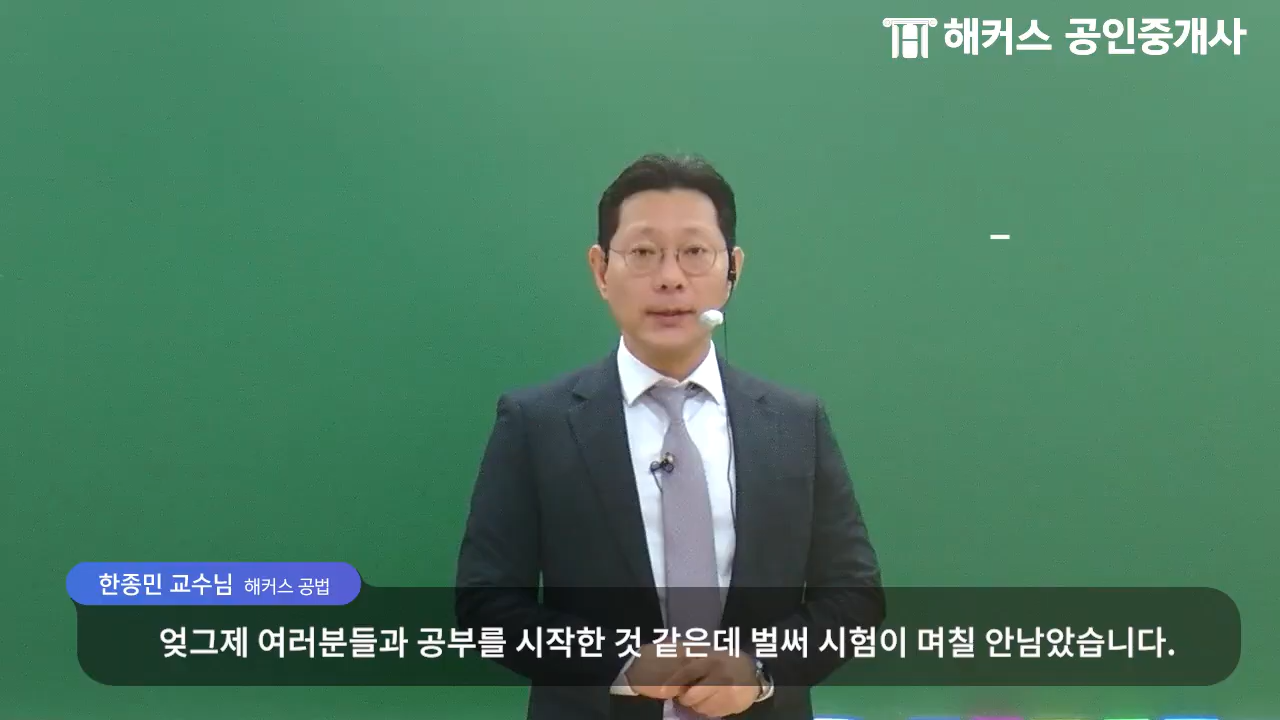 해커스 공인중개사
한종민 교수님 해커스 공법
엊그제 여러분들과 공부를 시작한 것 같은데 벌써 시험이 며칠 안남았습니다.